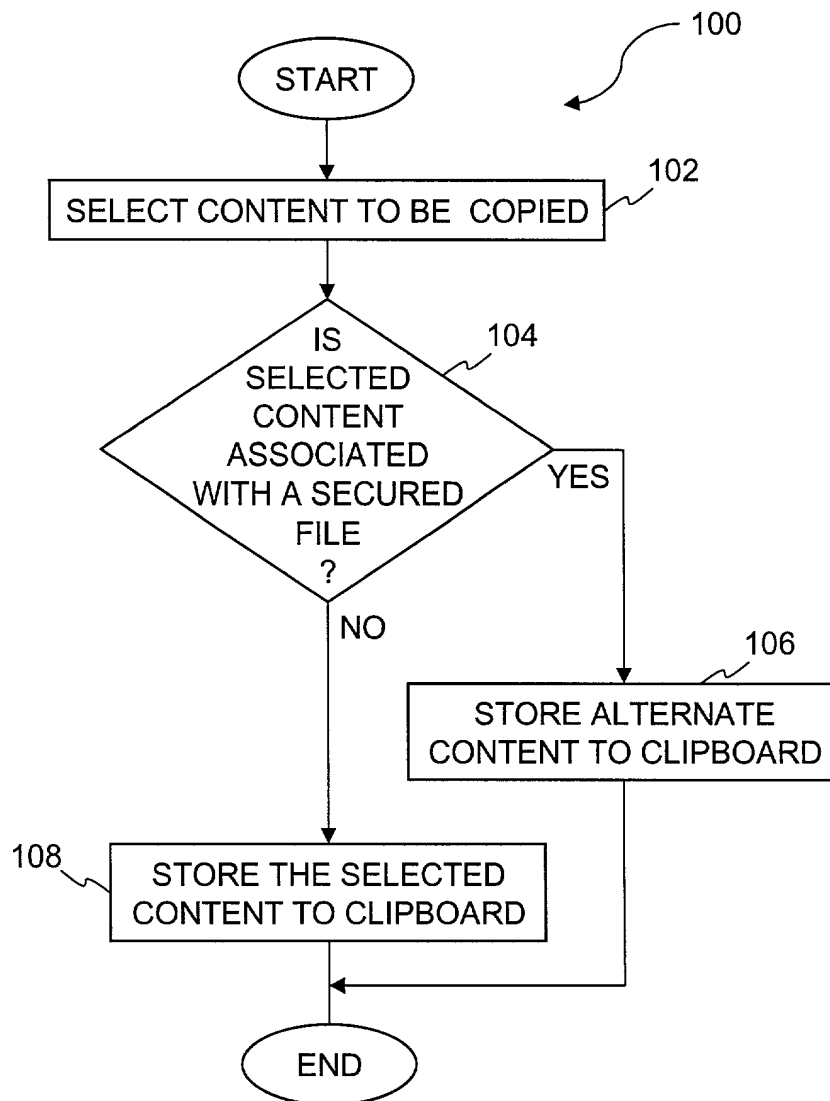 100
START
102
SELECT CONTENT TO BE COPIED
104
IS
SELECTED
CONTENT
ASSOCIATED
WITH A SECURED
FILE
?
YES
NO
106
STORE ALTERNATE
CONTENT TO CLIPBOARD
108
STORE THE SELECTED
CONTENT TO CLIPBOARD
END